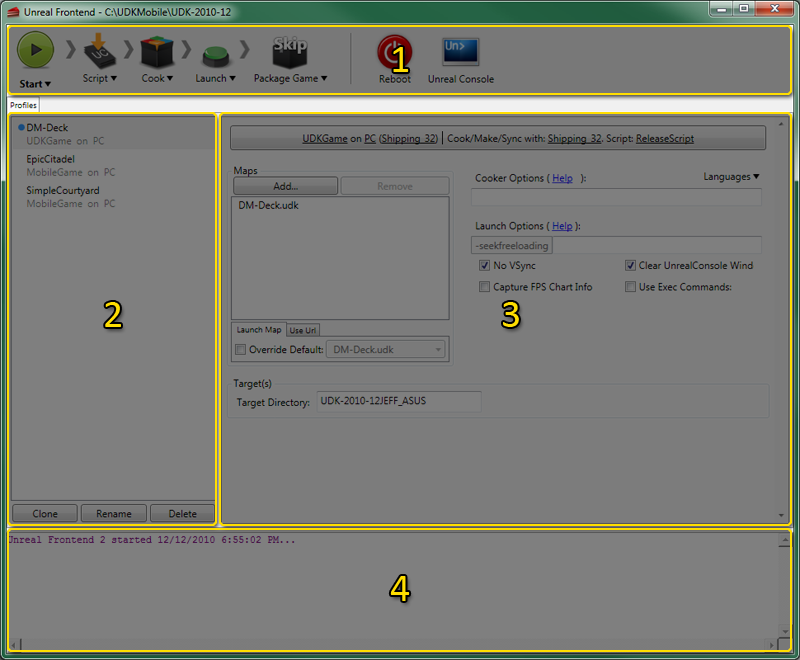 Unreal Frontend - C:\UDKMobile\UDK-2010-12
Start ▾ Script ▾ Cook ▾ Launch ▾ Skip Package Game ▾ Reboot Un> Unreal Console
UC
1
Profiles
DM-Deck
UDKGame on PC
EpicCitadel
MobileGame on PC
SimpleCourtyard
MobileGame on PC
2
Clone Rename Delete
UDKGame on PC (Shipping_32) | Cook/Make/Sync with: Shipping_32. Script: ReleaseScript
Maps
Add... Remove
DM-Deck.udk
Launch Map Use Url
Override Default: DM-Deck.udk
Cooker Options ( Help ): Languages ▾
Launch Options ( Help ):
-seekfreeloading
No VSync Clear UnrealConsole Wind
Capture FPS Chart Info Use Exec Commands:
3
Target(s)
Target Directory: UDK-2010-12JEFF_ASUS
Unreal Frontend 2 started 12/12/2010 6:55:02 PM...
4